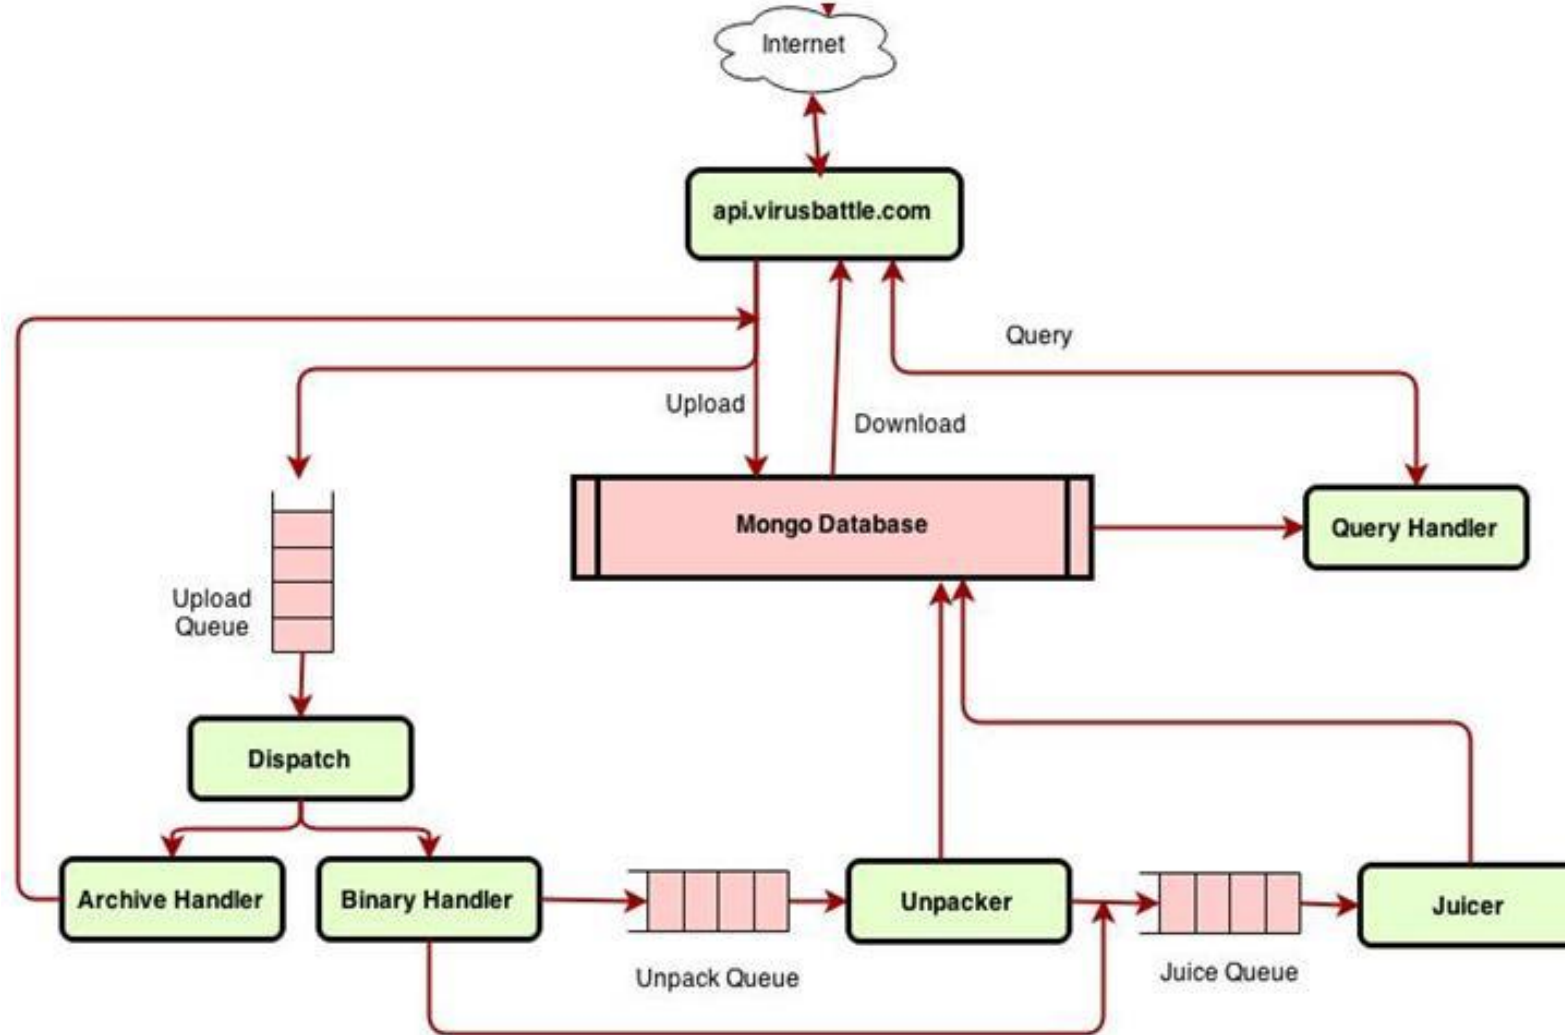 Internet
api.virusbattle.com
Query
Upload
Download
Mongo Database
Query Handler
Upload
Queue
Dispatch
Archive Handler
Binary Handler
Unpacker
Juicer
Unpack Queue
Juice Queue